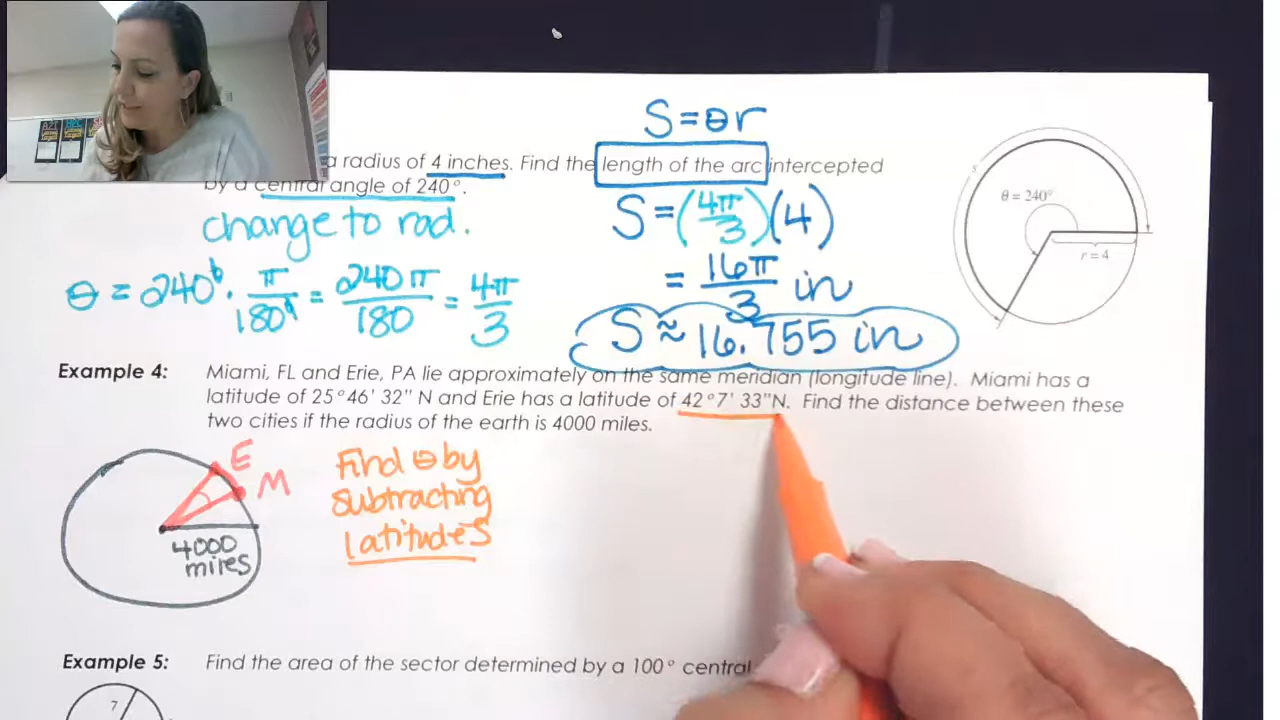 S=θr
a radius of 4 inches. Find the length of the arc intercepted
by a central angle of 240°.
change to rad.
θ = 240° · π/180° = 240π/180 = 4π/3
S = (4π/3)(4)
= 16π/3 in
S ≈ 16.755 in
θ = 240°
r = 4
s
Example 4: Miami, FL and Erie, PA lie approximately on the same meridian (longitude line). Miami has a
latitude of 25°46' 32" N and Erie has a latitude of 42°7' 33"N. Find the distance between these
two cities if the radius of the earth is 4000 miles.
E
M
4000
miles
Find θ by
subtracting
latitudes
Example 5: Find the area of the sector determined by a 100° central
7